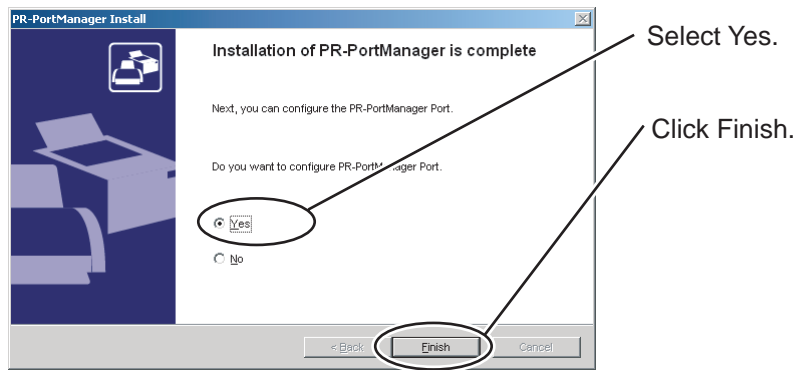 PR-PortManager Install
Installation of PR-PortManager is complete
Select Yes.
Next, you can configure the PR-PortManager Port.
Click Finish.
Do you want to configure PR-PortManager Port.
Yes
No
< Back
Finish
Cancel